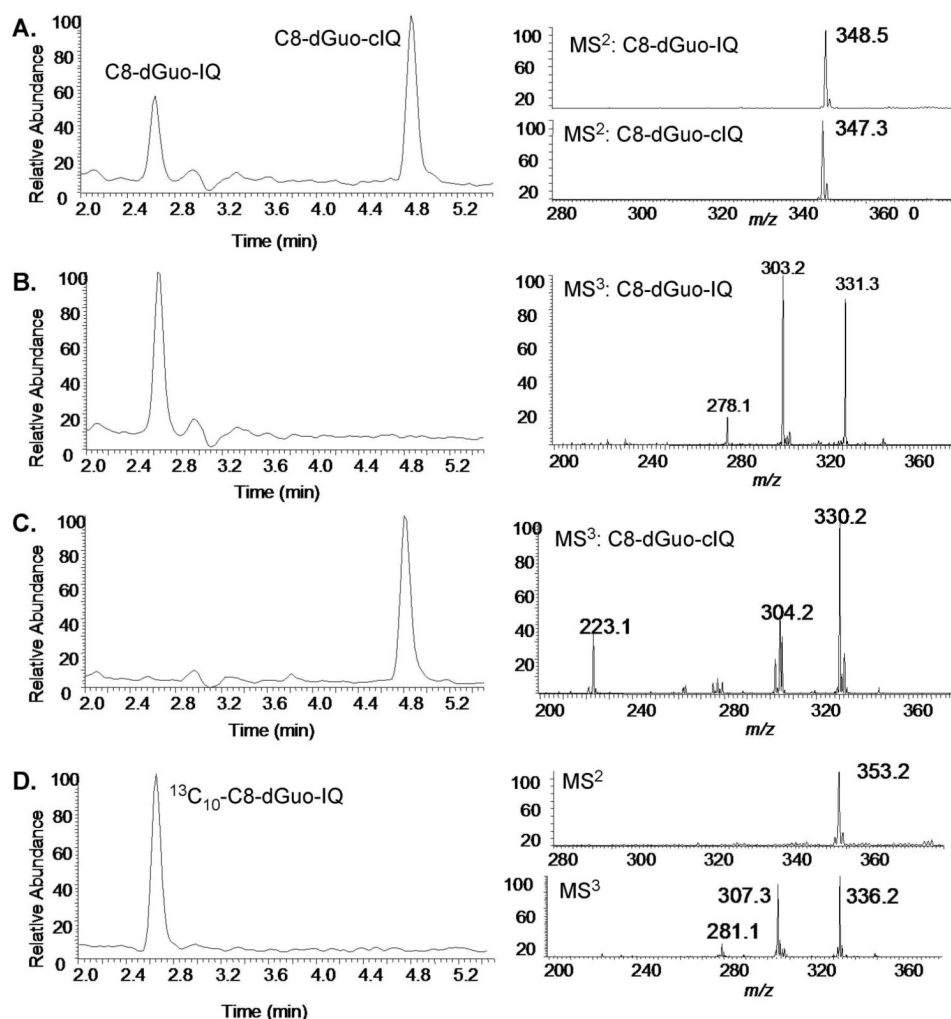 A.
C8-dGuo-cIQ
C8-dGuo-IQ
Relative Abundance
100
80
60
40
20
0
2.0 2.4 2.8 3.2 3.6 4.0 4.4 4.8 5.2
Time (min)
MS²: C8-dGuo-IQ
348.5
100
60
20
MS²: C8-dGuo-cIQ
347.3
100
60
20
280 320 340 360 0
m/z
B.
Relative Abundance
100
80
60
40
20
0
2.0 2.4 2.8 3.2 3.6 4.0 4.4 4.8 5.2
Time (min)
MS³: C8-dGuo-IQ
303.2
331.3
278.1
100
80
60
40
20
0
200 240 280 320 360
m/z
C.
Relative Abundance
100
80
60
40
20
0
2.0 2.4 2.8 3.2 3.6 4.0 4.4 4.8 5.2
Time (min)
MS³: C8-dGuo-cIQ
330.2
304.2
223.1
100
80
60
40
20
0
200 240 280 320 360
m/z
D.
¹³C₁₀-C8-dGuo-IQ
Relative Abundance
100
80
60
40
20
0
2.0 2.4 2.8 3.2 3.6 4.0 4.4 4.8 5.2
Time (min)
MS²
353.2
100
60
20
280 320 360
MS³
307.3
336.2
281.1
100
60
20
200 240 280 320 360
m/z